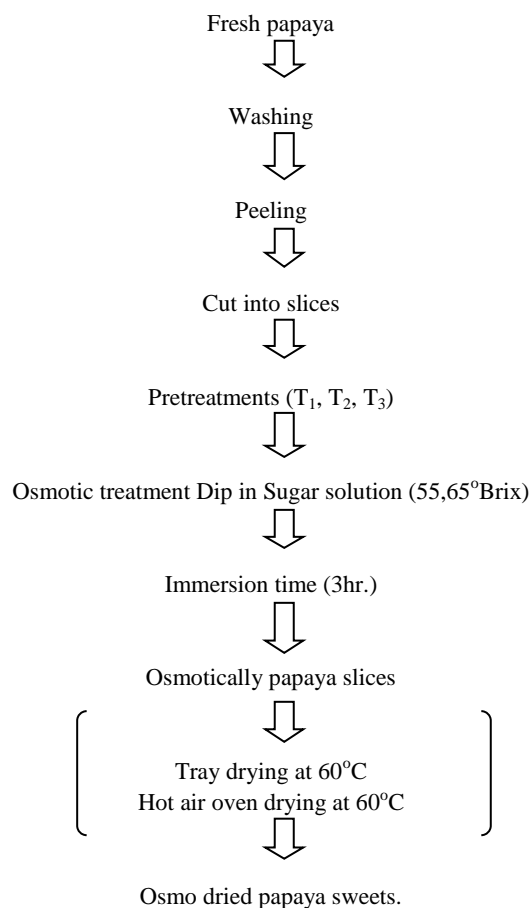 Fresh papaya
Washing
Peeling
Cut into slices
Pretreatments (T₁, T₂, T₃)
Osmotic treatment Dip in Sugar solution (55,65°Brix)
Immersion time (3hr.)
Osmotically papaya slices
Tray drying at 60°C
Hot air oven drying at 60°C
Osmo dried papaya sweets.